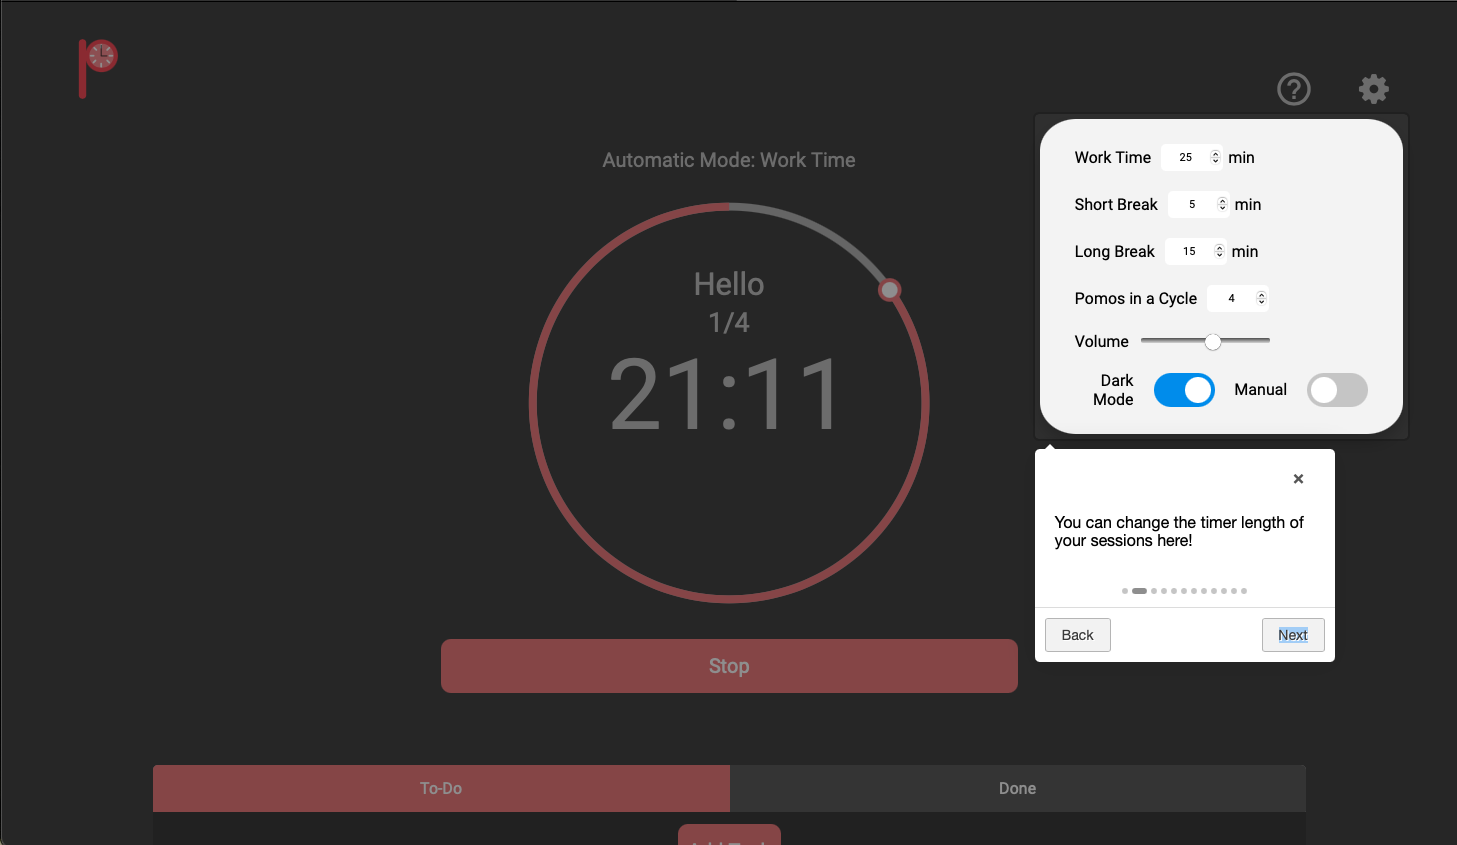 Automatic Mode: Work Time
Hello
1/4
21:11
Stop
To-Do
Done
Work Time 25 min
Short Break 5 min
Long Break 15 min
Pomos in a Cycle 4
Volume
Dark
Mode
Manual
×
You can change the timer length of
your sessions here!
Back
Next